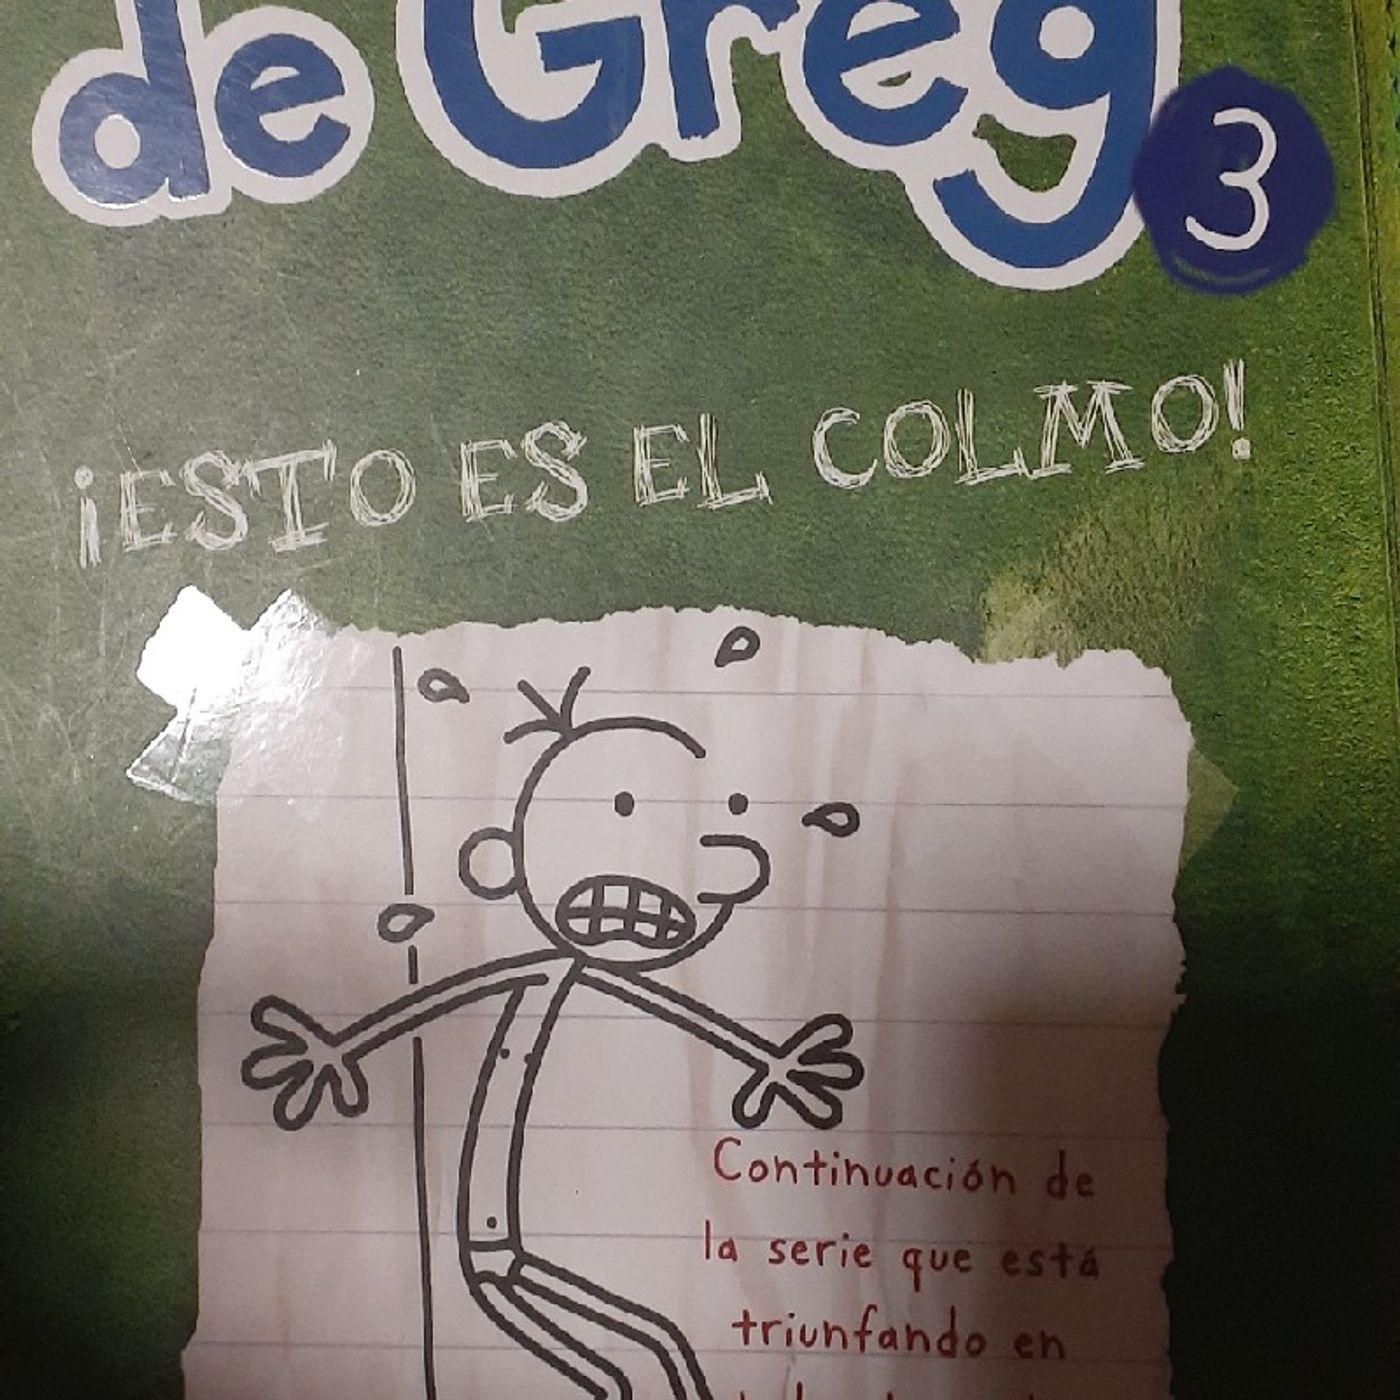 de Greg
3
¡ESTO ES EL COLMO!
Continuación de
la serie que está
triunfando en